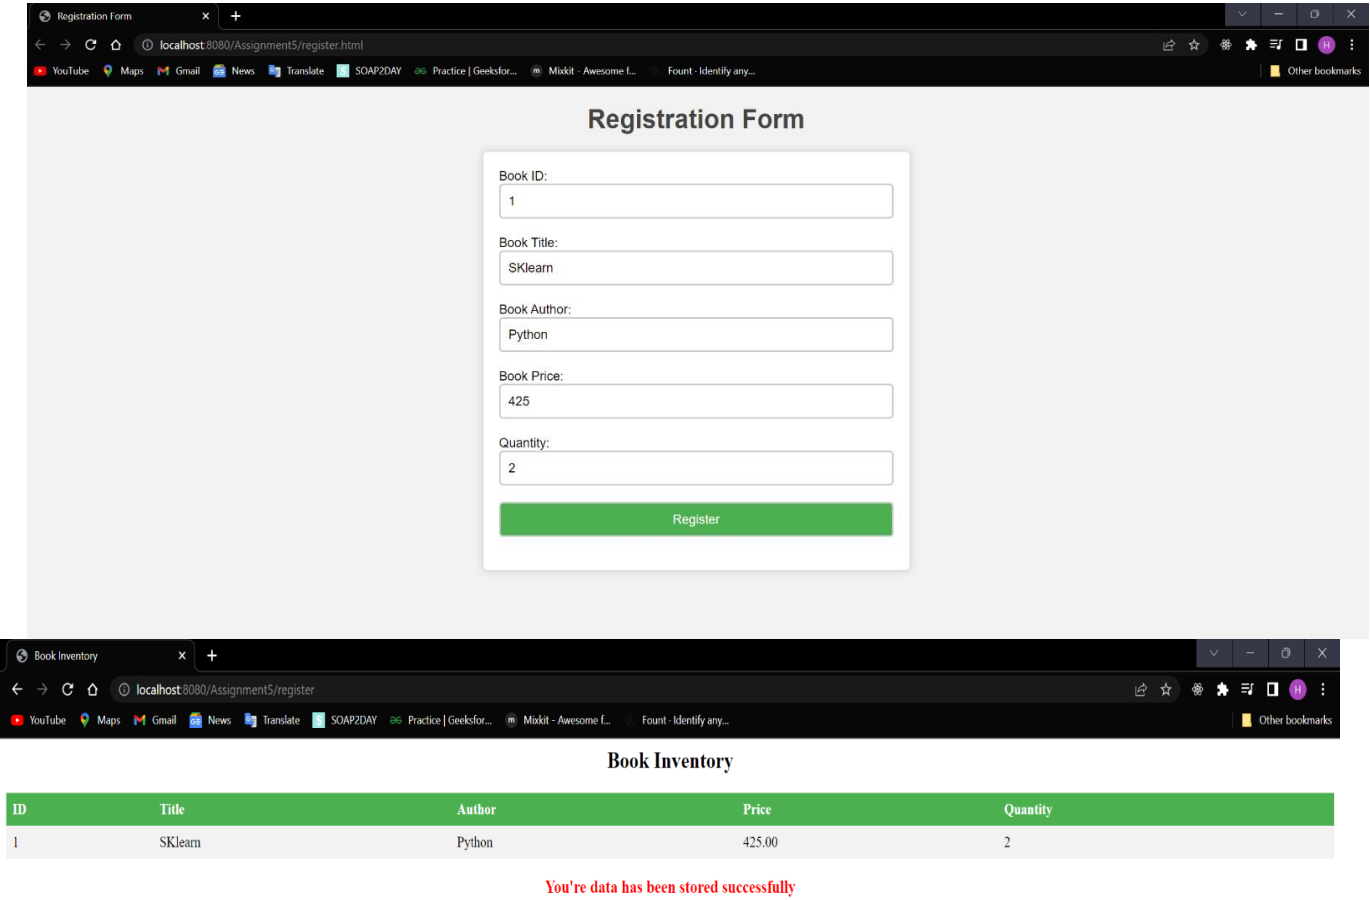 Registration Form
localhost:8080/Assignment5/register.html
H
YouTube Maps Gmail News Translate S SOAP2DAY Practice | Geeksfor... m Mixkit - Awesome f... Fount - Identify any... Other bookmarks
Registration Form
Book ID:
1
Book Title:
SKlearn
Book Author:
Python
Book Price:
425
Quantity:
2
Register
Book Inventory
localhost:8080/Assignment5/register
H
YouTube Maps Gmail News Translate S SOAP2DAY Practice | Geeksfor... m Mixkit - Awesome f... Fount - Identify any... Other bookmarks
Book Inventory
ID Title Author Price Quantity
1 SKlearn Python 425.00 2
You're data has been stored successfully